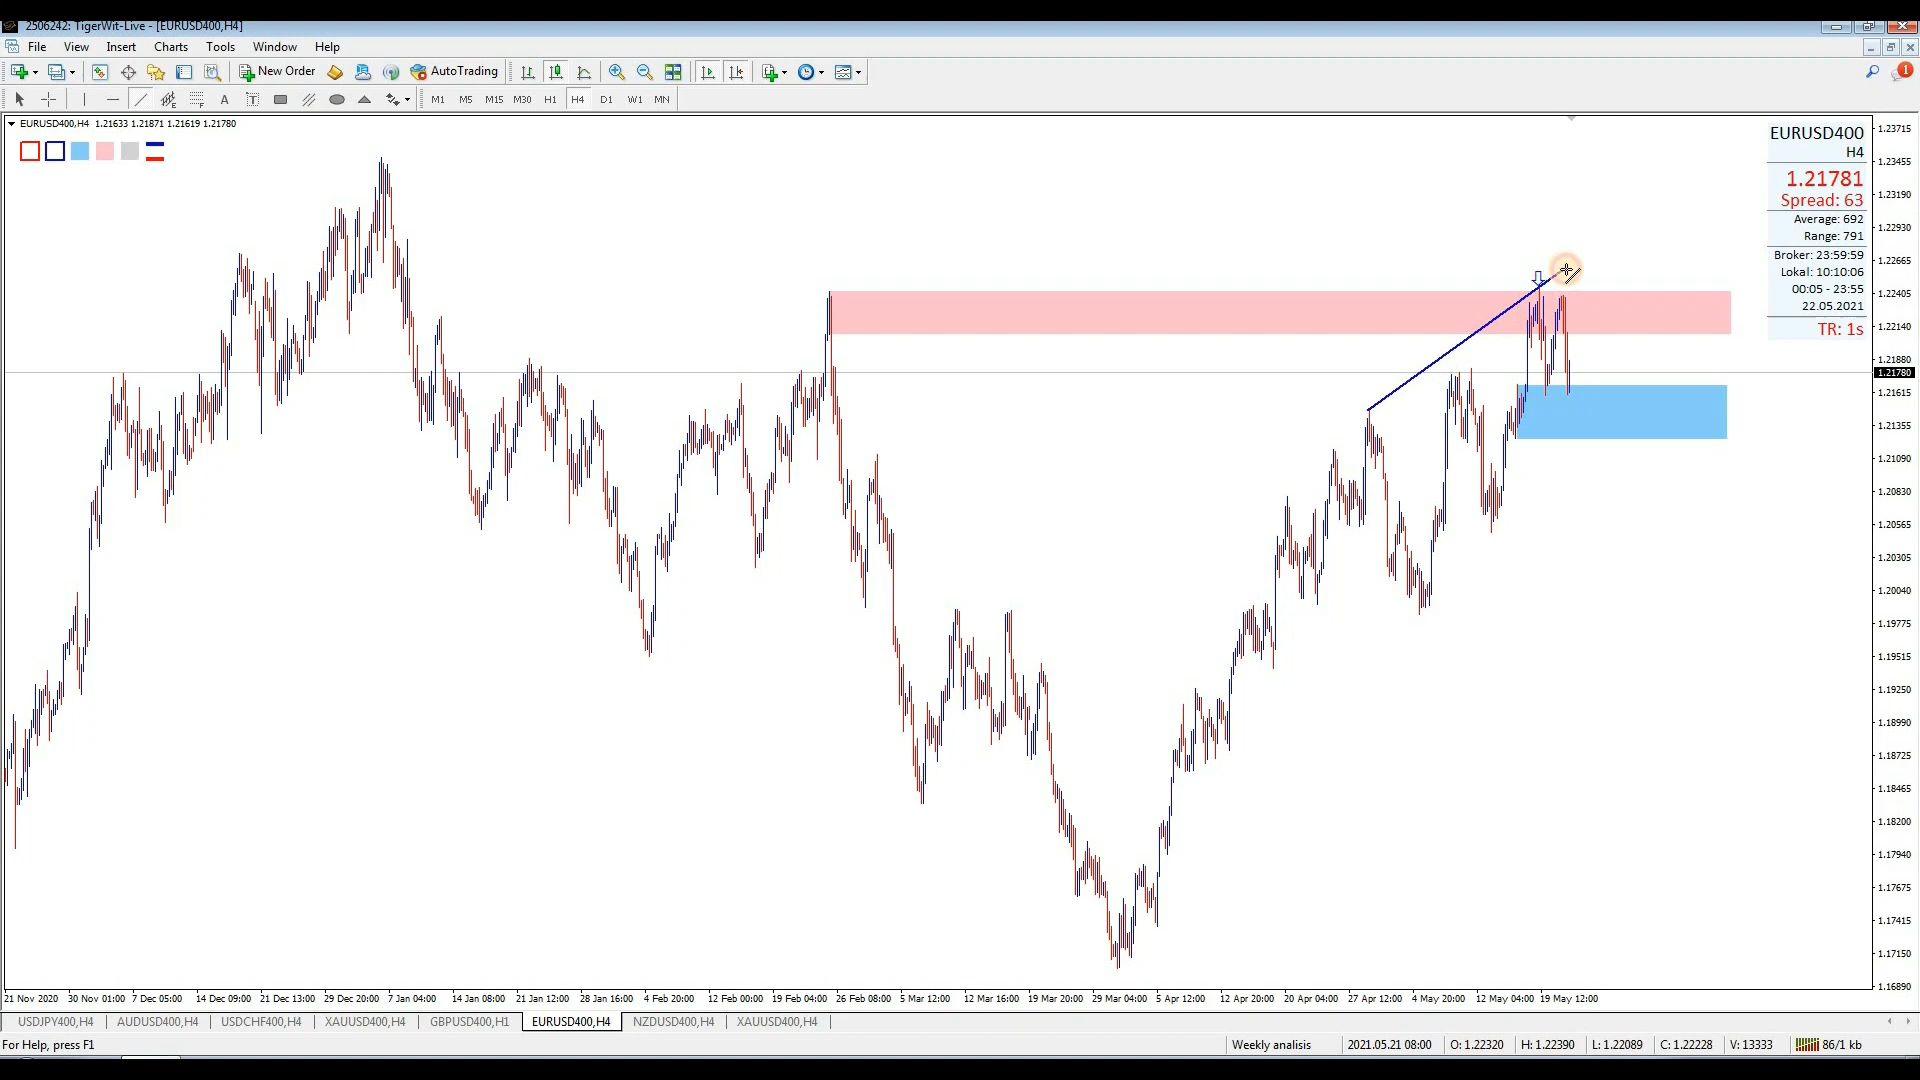 2506242: TigerWit-Live - [EURUSD400,H4]
File View Insert Charts Tools Window Help
New Order AutoTrading
1
A T M1 M5 M15 M30 H1 H4 D1 W1 MN
EURUSD400,H4 1.21633 1.21871 1.21619 1.21780
EURUSD400
H4
1.21781
Spread: 63
Average: 692
Range: 791
Broker: 23:59:59
Lokal: 10:10:06
00:05 - 23:55
22.05.2021
TR: 1s
1.23715
1.23455
1.23190
1.22930
1.22665
1.22405
1.22140
1.21880
1.21780
1.21615
1.21355
1.21090
1.20830
1.20565
1.20305
1.20040
1.19775
1.19515
1.19250
1.18990
1.18725
1.18465
1.18200
1.17940
1.17675
1.17415
1.17150
1.16890
21 Nov 2020 30 Nov 01:00 7 Dec 05:00 14 Dec 09:00 21 Dec 13:00 29 Dec 20:00 7 Jan 04:00 14 Jan 08:00 21 Jan 12:00 28 Jan 16:00 4 Feb 20:00 12 Feb 00:00 19 Feb 04:00 26 Feb 08:00 5 Mar 12:00 12 Mar 16:00 19 Mar 20:00 29 Mar 04:00 5 Apr 12:00 12 Apr 20:00 20 Apr 04:00 27 Apr 12:00 4 May 20:00 12 May 04:00 19 May 12:00
USDJPY400,H4 AUDUSD400,H4 USDCHF400,H4 XAUUSD400,H4 GBPUSD400,H1 EURUSD400,H4 NZDUSD400,H4 XAUUSD400,H4
For Help, press F1 Weekly analisis 2021.05.21 08:00 O: 1.22320 H: 1.22390 L: 1.22089 C: 1.22228 V: 13333 86/1 kb